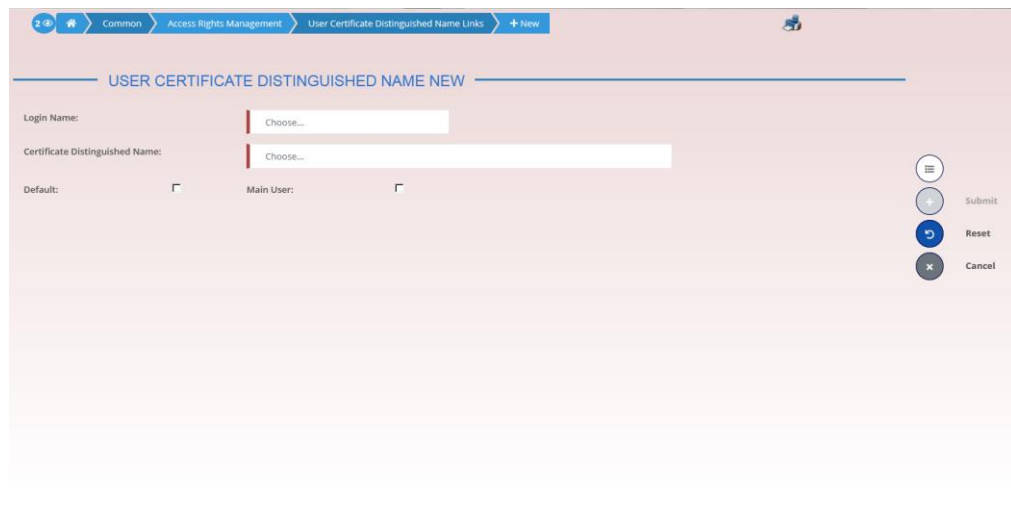 2 Common Access Rights Management User Certificate Distinguished Name Links + New
USER CERTIFICATE DISTINGUISHED NAME NEW
Login Name: Choose...
Certificate Distinguished Name: Choose...
Default: Main User:
Submit
Reset
Cancel